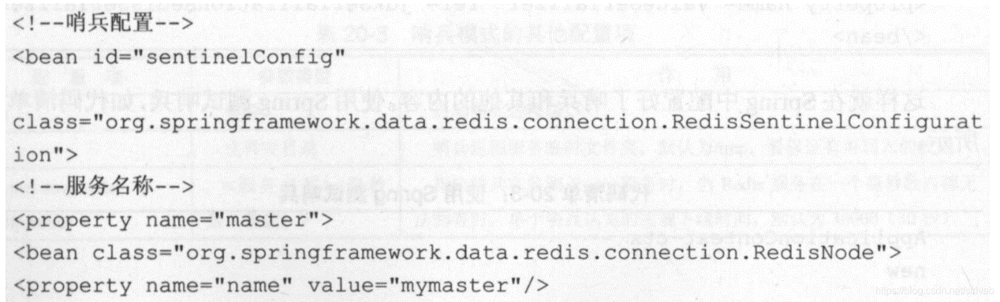 <!--哨兵配置-->
<bean id="sentinelConfig"
class="org.springframework.data.redis.connection.RedisSentinelConfigurat
ion">
<!--服务名称-->
<property name="master">
<bean class="org.springframework.data.redis.connection.RedisNode">
<property name="name" value="mymaster"/>